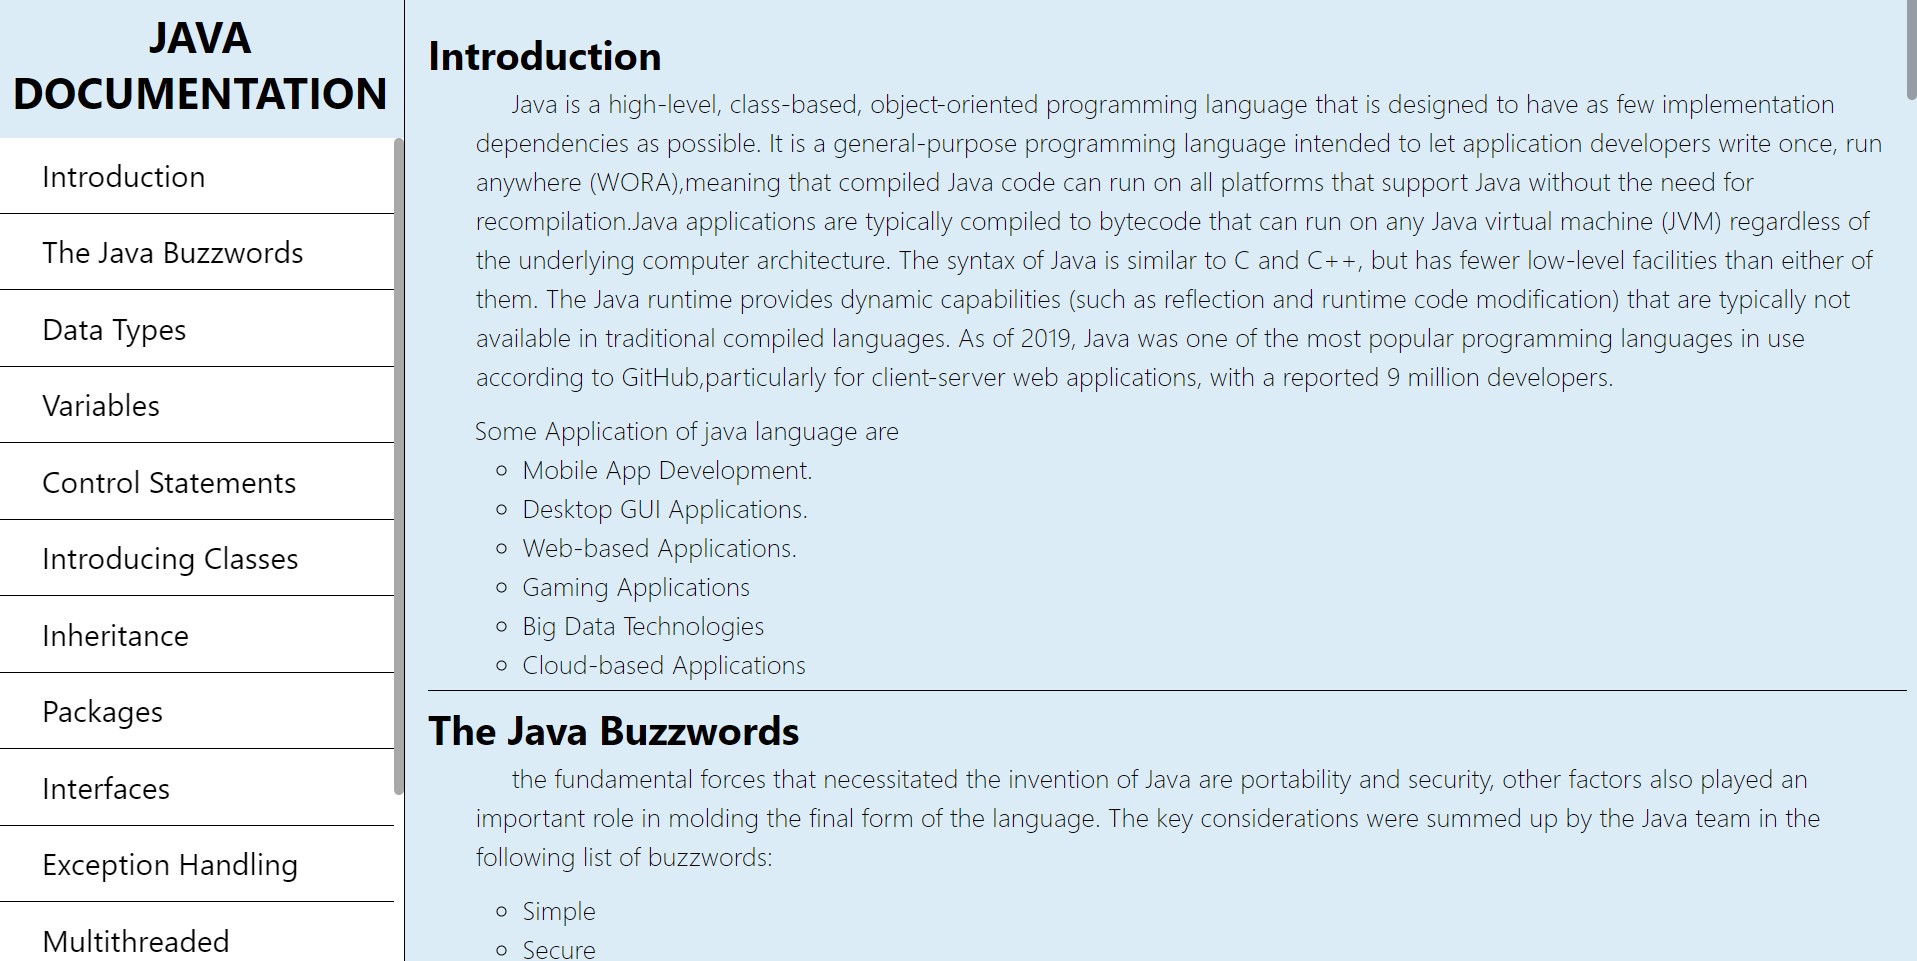 JAVA
DOCUMENTATION
Introduction
The Java Buzzwords
Data Types
Variables
Control Statements
Introducing Classes
Inheritance
Packages
Interfaces
Exception Handling
Multithreaded
Introduction
Java is a high-level, class-based, object-oriented programming language that is designed to have as few implementation
dependencies as possible. It is a general-purpose programming language intended to let application developers write once, run
anywhere (WORA),meaning that compiled Java code can run on all platforms that support Java without the need for
recompilation.Java applications are typically compiled to bytecode that can run on any Java virtual machine (JVM) regardless of
the underlying computer architecture. The syntax of Java is similar to C and C++, but has fewer low-level facilities than either of
them. The Java runtime provides dynamic capabilities (such as reflection and runtime code modification) that are typically not
available in traditional compiled languages. As of 2019, Java was one of the most popular programming languages in use
according to GitHub,particularly for client-server web applications, with a reported 9 million developers.
Some Application of java language are
Mobile App Development.
Desktop GUI Applications.
Web-based Applications.
Gaming Applications
Big Data Technologies
Cloud-based Applications
The Java Buzzwords
the fundamental forces that necessitated the invention of Java are portability and security, other factors also played an
important role in molding the final form of the language. The key considerations were summed up by the Java team in the
following list of buzzwords:
Simple
Secure